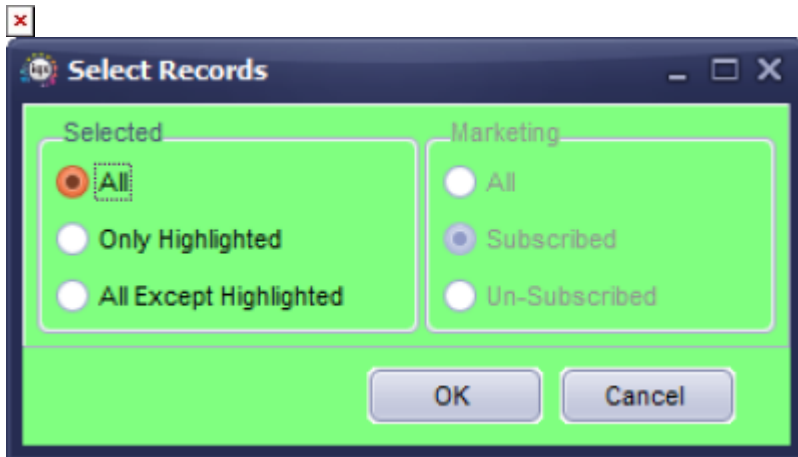 Select Records
Selected
All
Only Highlighted
All Except Highlighted
Marketing
All
Subscribed
Un-Subscribed
OK
Cancel